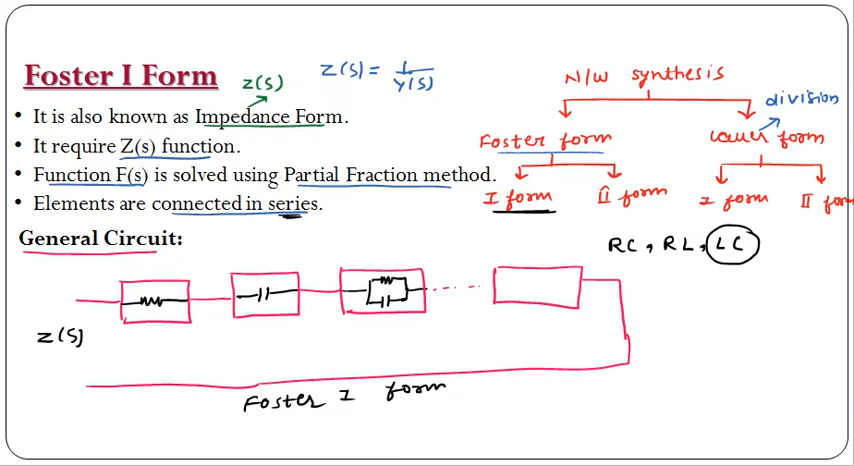 Foster I Form
Z(S)
Z(S) = 1/Y(S)
• It is also known as Impedance Form.
• It require Z(s) function.
• Function F(s) is solved using Partial Fraction method.
• Elements are connected in series.
General Circuit:
N/W synthesis
division
Foster form
form
I form
II form
I form
II form
RC, RL, LC
Z(S)
Foster I form